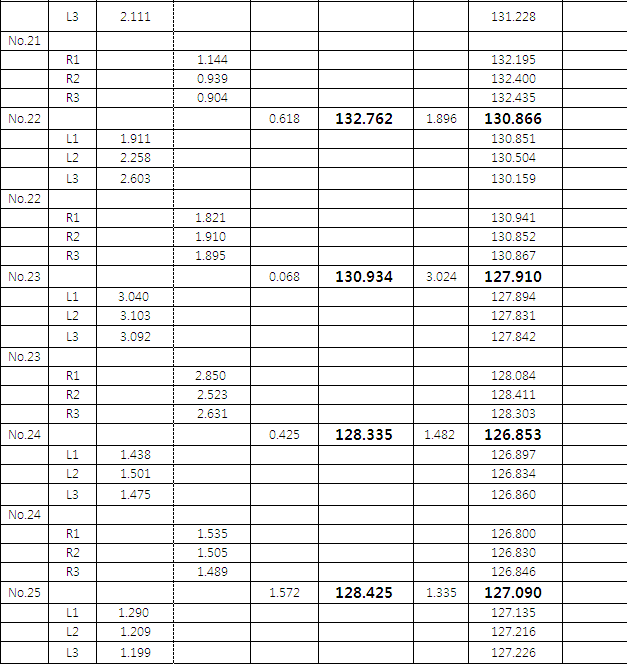 L3 2.111 131.228
No.21
R1 1.144 132.195
R2 0.939 132.400
R3 0.904 132.435
No.22 0.618 132.762 1.896 130.866
L1 1.911 130.851
L2 2.258 130.504
L3 2.603 130.159
No.22
R1 1.821 130.941
R2 1.910 130.852
R3 1.895 130.867
No.23 0.068 130.934 3.024 127.910
L1 3.040 127.894
L2 3.103 127.831
L3 3.092 127.842
No.23
R1 2.850 128.084
R2 2.523 128.411
R3 2.631 128.303
No.24 0.425 128.335 1.482 126.853
L1 1.438 126.897
L2 1.501 126.834
L3 1.475 126.860
No.24
R1 1.535 126.800
R2 1.505 126.830
R3 1.489 126.846
No.25 1.572 128.425 1.335 127.090
L1 1.290 127.135
L2 1.209 127.216
L3 1.199 127.226